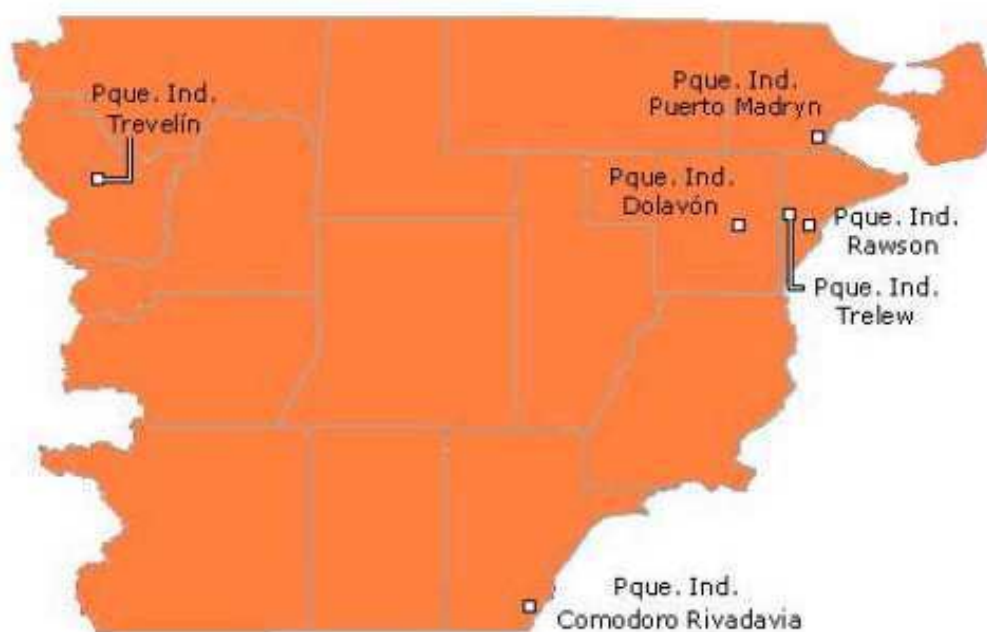 Pque. Ind.
Trevelín
Pque. Ind.
Puerto Madryn
Pque. Ind.
Dolavón
Pque. Ind.
Rawson
Pque. Ind.
Trelew
Pque. Ind.
Comodoro Rivadavia